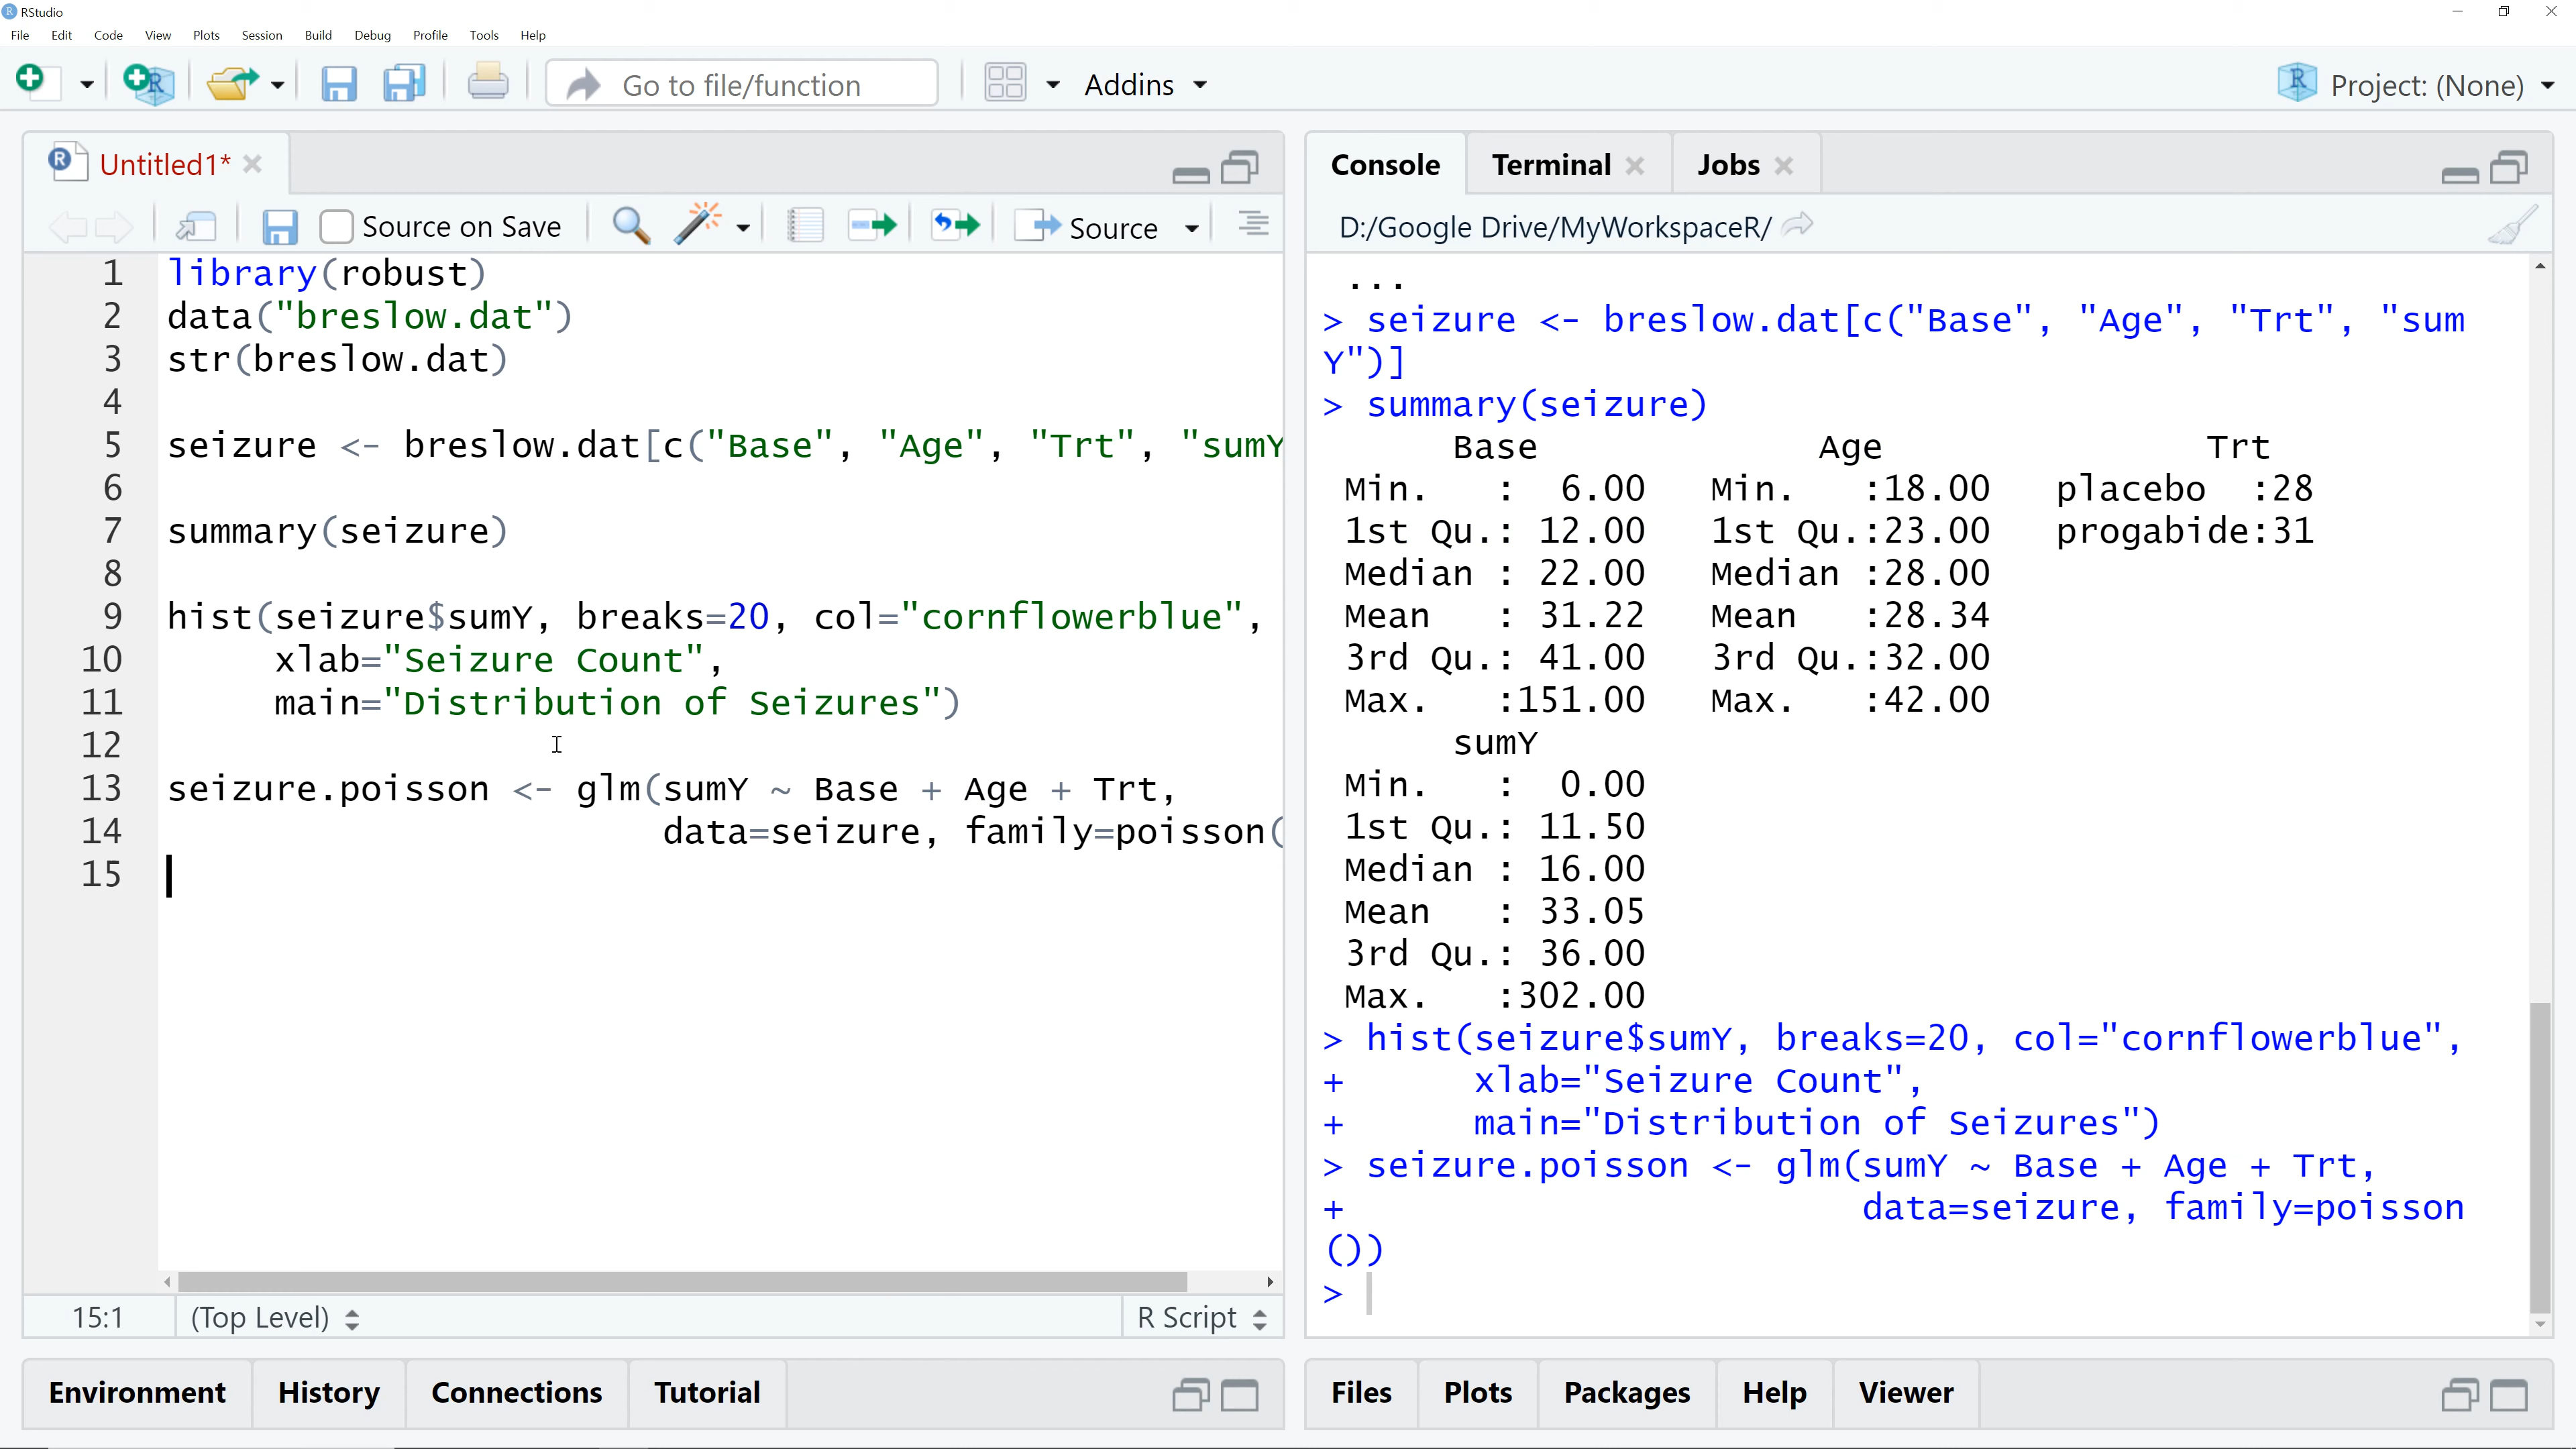 RStudio
File Edit Code View Plots Session Build Debug Profile Tools Help
Go to file/function Addins Project: (None)
Untitled1*
Source on Save Source
1 library(robust)
2 data("breslow.dat")
3 str(breslow.dat)
4
5 seizure <- breslow.dat[c("Base", "Age", "Trt", "sumY
6
7 summary(seizure)
8
9 hist(seizure$sumY, breaks=20, col="cornflowerblue",
10 xlab="Seizure Count",
11 main="Distribution of Seizures")
12
13 seizure.poisson <- glm(sumY ~ Base + Age + Trt,
14 data=seizure, family=poisson(
15
15:1 (Top Level) R Script
Console Terminal Jobs
D:/Google Drive/MyWorkspaceR/
...
> seizure <- breslow.dat[c("Base", "Age", "Trt", "sum
Y")]
> summary(seizure)
Base Age Trt
Min. : 6.00 Min. :18.00 placebo :28
1st Qu.: 12.00 1st Qu.:23.00 progabide:31
Median : 22.00 Median :28.00
Mean : 31.22 Mean :28.34
3rd Qu.: 41.00 3rd Qu.:32.00
Max. :151.00 Max. :42.00
sumY
Min. : 0.00
1st Qu.: 11.50
Median : 16.00
Mean : 33.05
3rd Qu.: 36.00
Max. :302.00
> hist(seizure$sumY, breaks=20, col="cornflowerblue",
+ xlab="Seizure Count",
+ main="Distribution of Seizures")
> seizure.poisson <- glm(sumY ~ Base + Age + Trt,
+ data=seizure, family=poisson
())
>
Environment History Connections Tutorial
Files Plots Packages Help Viewer